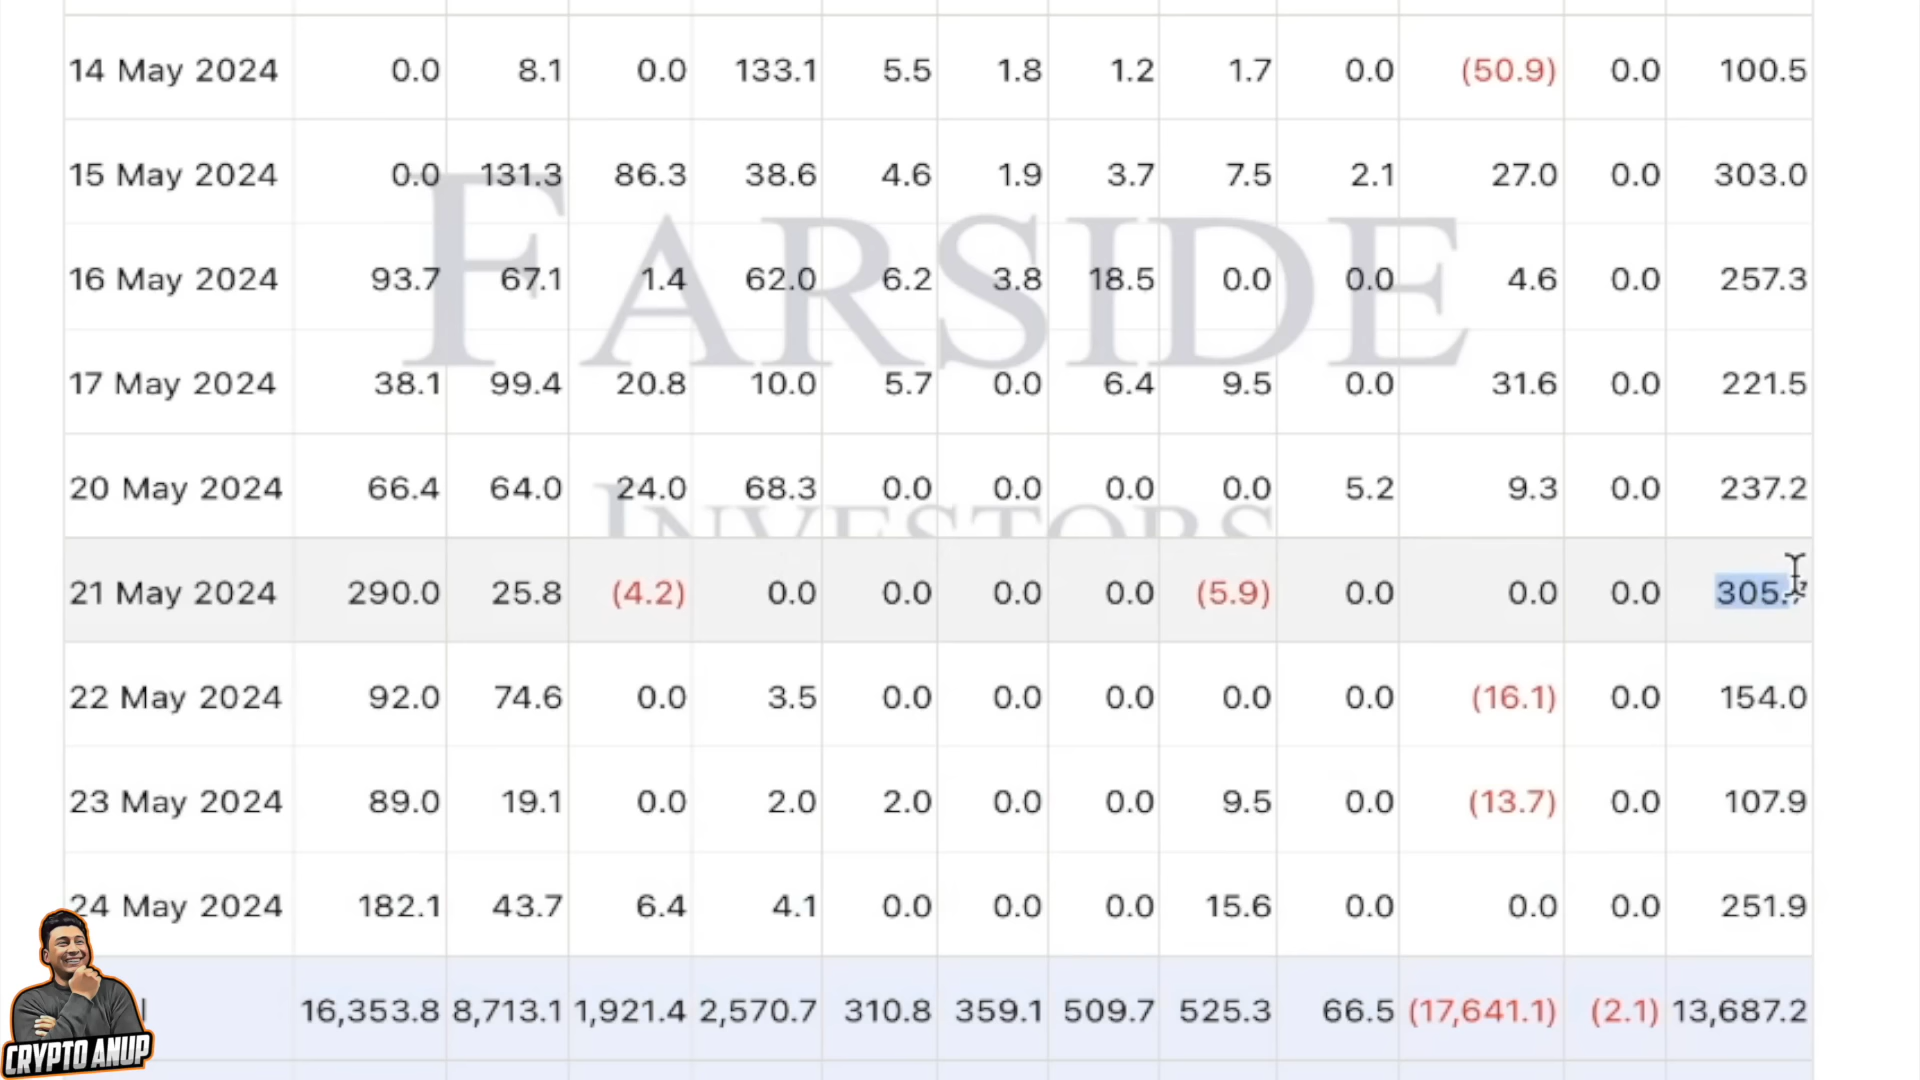 14 May 2024 0.0 8.1 0.0 133.1 5.5 1.8 1.2 1.7 0.0 (50.9) 0.0 100.5
15 May 2024 0.0 131.3 86.3 38.6 4.6 1.9 3.7 7.5 2.1 27.0 0.0 303.0
FARSIDE
16 May 2024 93.7 67.1 1.4 62.0 6.2 3.8 18.5 0.0 0.0 4.6 0.0 257.3
17 May 2024 38.1 99.4 20.8 10.0 5.7 0.0 6.4 9.5 0.0 31.6 0.0 221.5
20 May 2024 66.4 64.0 24.0 68.3 0.0 0.0 0.0 0.0 5.2 9.3 0.0 237.2
INVESTORS
21 May 2024 290.0 25.8 (4.2) 0.0 0.0 0.0 0.0 (5.9) 0.0 0.0 0.0 305.
22 May 2024 92.0 74.6 0.0 3.5 0.0 0.0 0.0 0.0 0.0 (16.1) 0.0 154.0
23 May 2024 89.0 19.1 0.0 2.0 2.0 0.0 0.0 9.5 0.0 (13.7) 0.0 107.9
24 May 2024 182.1 43.7 6.4 4.1 0.0 0.0 0.0 15.6 0.0 0.0 0.0 251.9
16,353.8 8,713.1 1,921.4 2,570.7 310.8 359.1 509.7 525.3 66.5 (17,641.1) (2.1) 13,687.2
CRYPTO ANUP